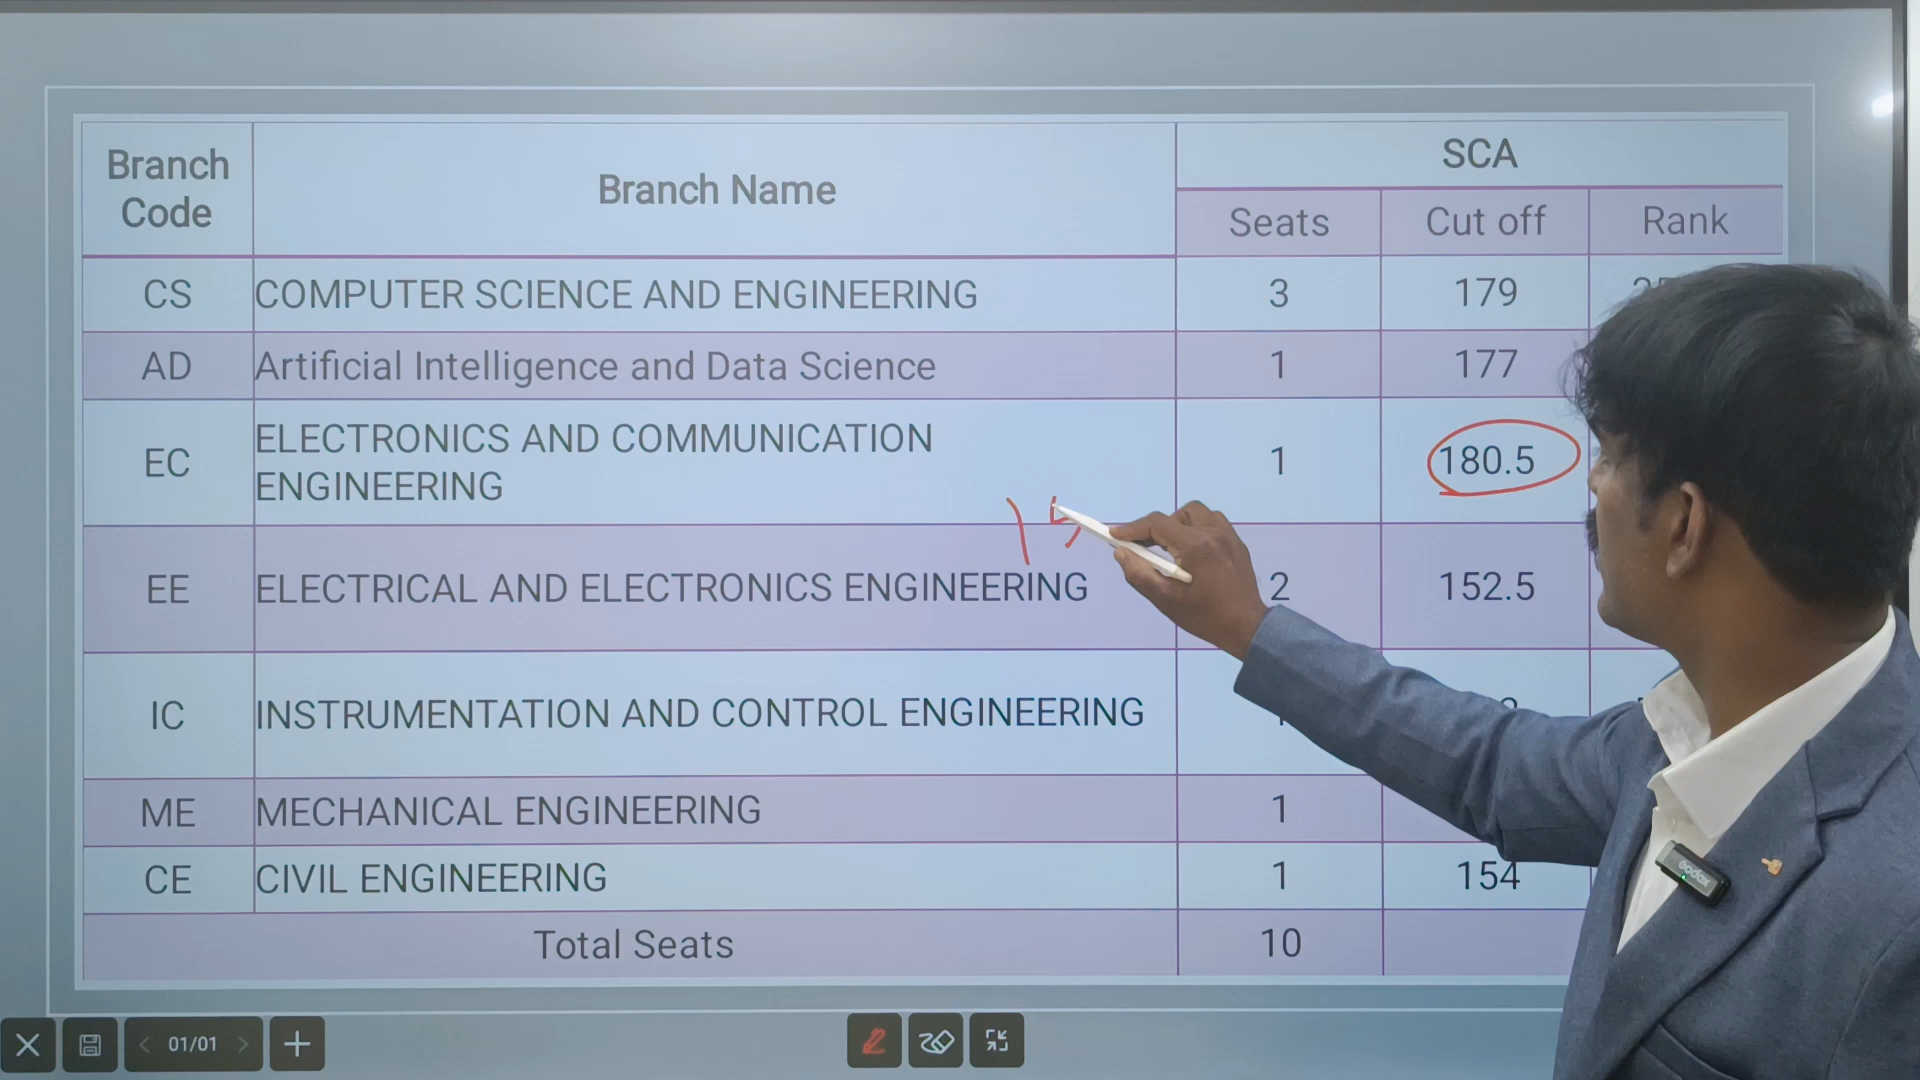 Branch Code
Branch Name
SCA
Seats
Cut off
Rank
CS
COMPUTER SCIENCE AND ENGINEERING
3
179
AD
Artificial Intelligence and Data Science
1
177
EC
ELECTRONICS AND COMMUNICATION
ENGINEERING
1
180.5
EE
ELECTRICAL AND ELECTRONICS ENGINEERING
2
152.5
IC
INSTRUMENTATION AND CONTROL ENGINEERING
ME
MECHANICAL ENGINEERING
1
CE
CIVIL ENGINEERING
1
154
Total Seats
10
01/01
Godox